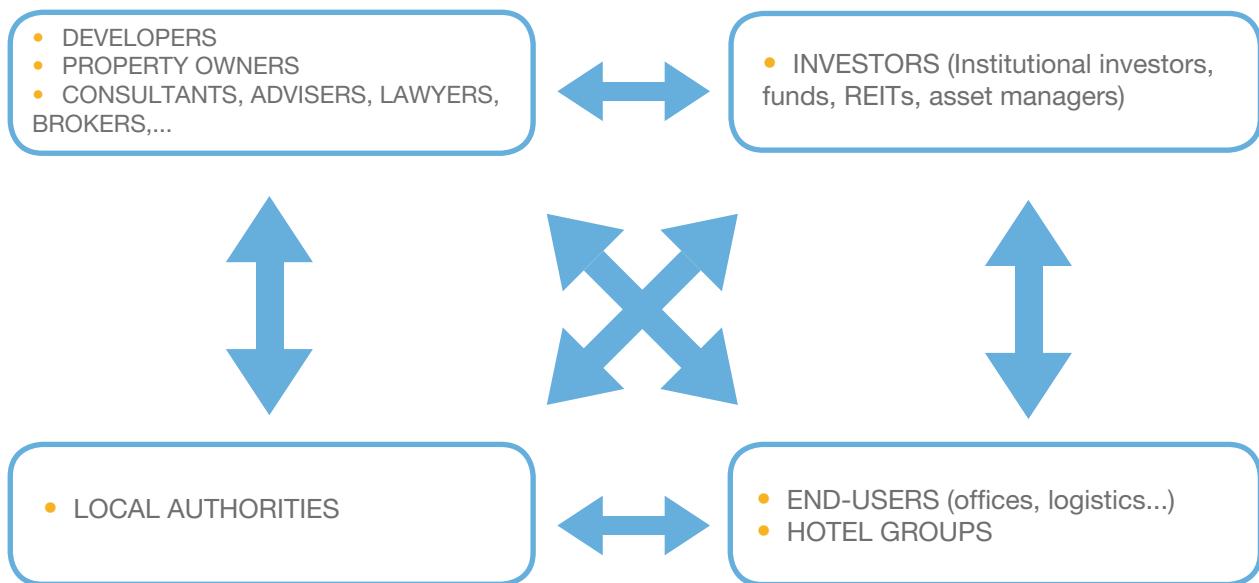 • DEVELOPERS
• PROPERTY OWNERS
• CONSULTANTS, ADVISERS, LAWYERS,
BROKERS,...
• INVESTORS (Institutional investors,
funds, REITs, asset managers)
• LOCAL AUTHORITIES
• END-USERS (offices, logistics...)
• HOTEL GROUPS